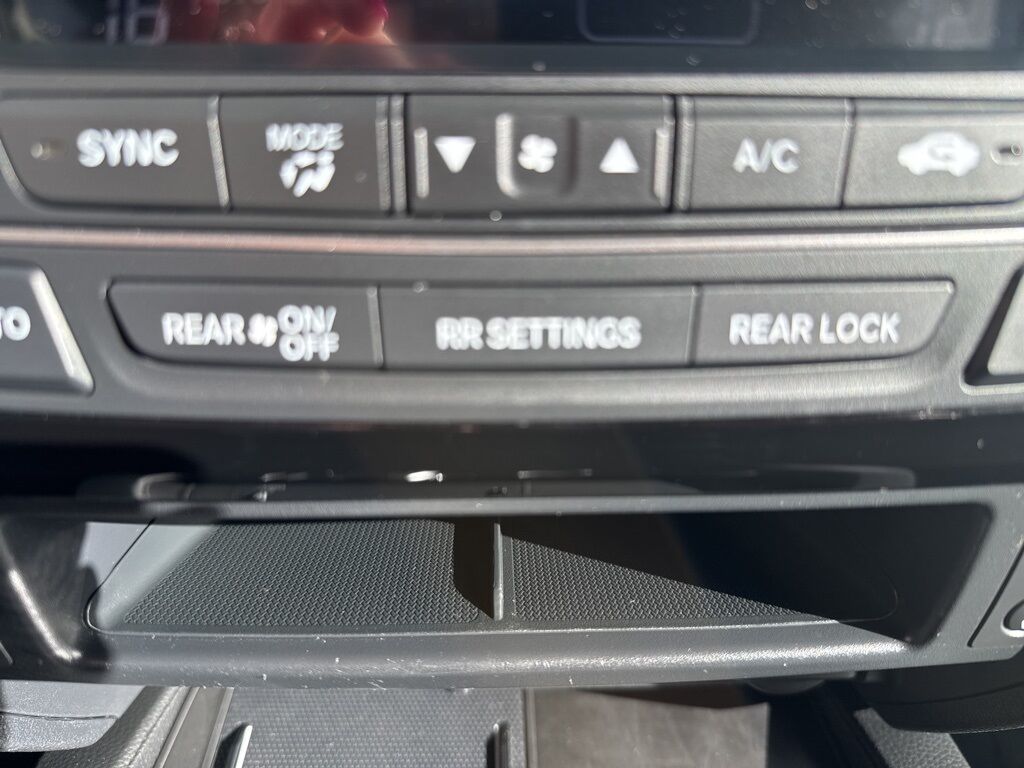 SYNC
MODE
A/C
REAR ON/
OFF
RR SETTINGS
REAR LOCK